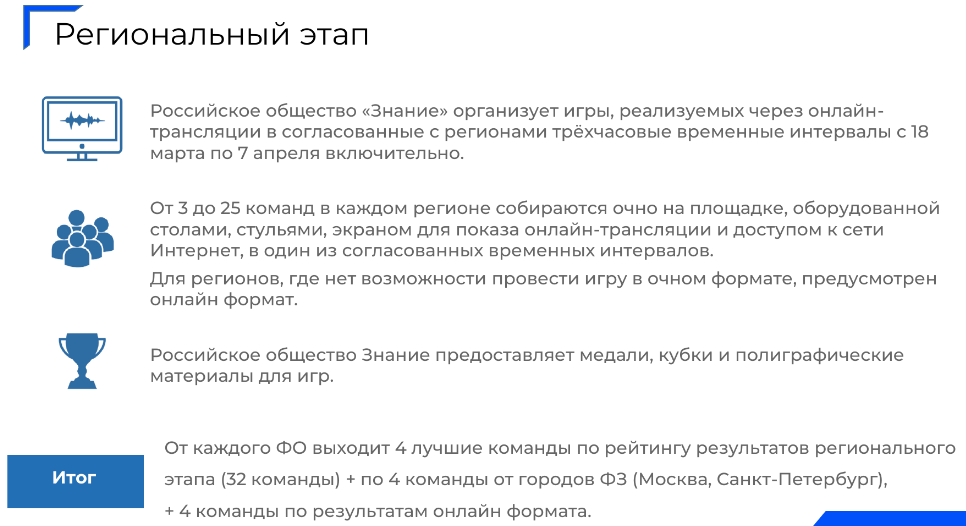 Региональный этап
Российское общество «Знание» организует игры, реализуемых через онлайн-
трансляции в согласованные с регионами трёхчасовые временные интервалы с 18
марта по 7 апреля включительно.
От 3 до 25 команд в каждом регионе собираются очно на площадке, оборудованной
столами, стульями, экраном для показа онлайн-трансляции и доступом к сети
Интернет, в один из согласованных временных интервалов.
Для регионов, где нет возможности провести игру в очном формате, предусмотрен
онлайн формат.
Российское общество Знание предоставляет медали, кубки и полиграфические
материалы для игр.
Итог
От каждого ФО выходит 4 лучшие команды по рейтингу результатов регионального
этапа (32 команды) + по 4 команды от городов ФЗ (Москва, Санкт-Петербург),
+ 4 команды по результатам онлайн формата.